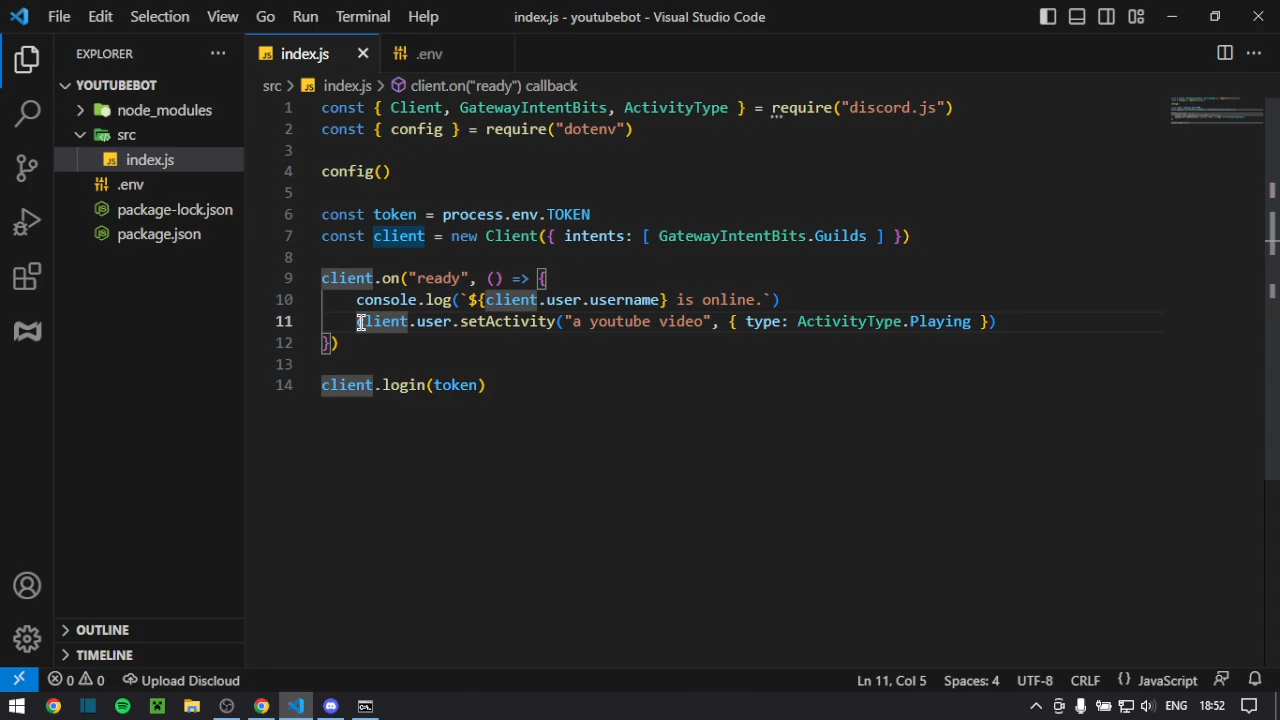 File Edit Selection View Go Run Terminal Help index.js - youtubebot - Visual Studio Code
EXPLORER
index.js
.env
YOUTUBEBOT
node_modules
src
index.js
.env
package-lock.json
package.json
OUTLINE
TIMELINE
src index.js client.on("ready") callback
1 const { Client, GatewayIntentBits, ActivityType } = require("discord.js")
2 const { config } = require("dotenv")
3
4 config()
5
6 const token = process.env.TOKEN
7 const client = new Client({ intents: [ GatewayIntentBits.Guilds ] })
8
9 client.on("ready", () => {
10 console.log(`${client.user.username} is online.`)
11 client.user.setActivity("a youtube video", { type: ActivityType.Playing })
12 })
13
14 client.login(token)
0 0 Upload Discloud Ln 11, Col 5 Spaces: 4 UTF-8 CRLF {} JavaScript
ENG 18:52